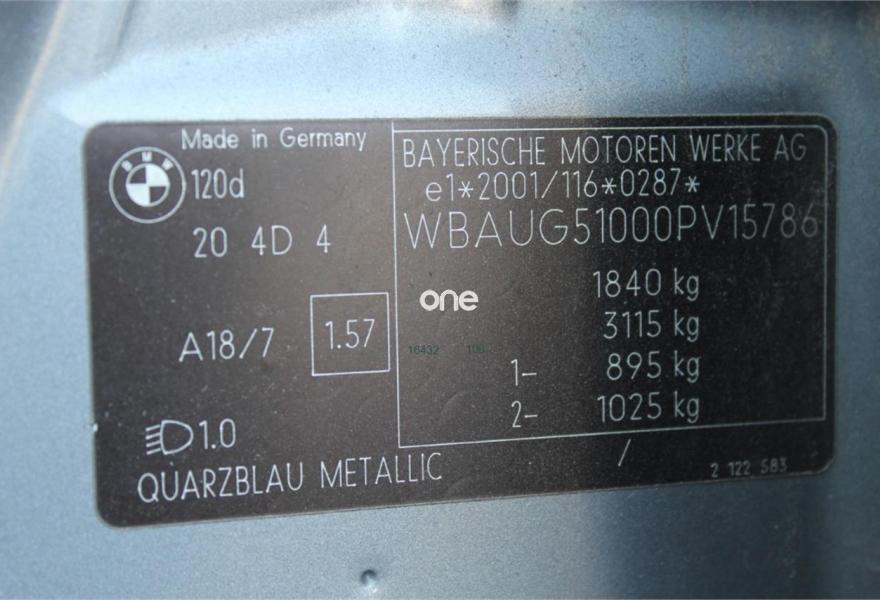 Made in Germany
BMW
120d
20 4D 4
A18/7
1.57
1.0
QUARZBLAU METALLIC
BAYERISCHE MOTOREN WERKE AG
e1*2001/116*0287*
WBAUG51000PV15786
1840 kg
3115 kg
1- 895 kg
2- 1025 kg
/
2 122 583
one
16432